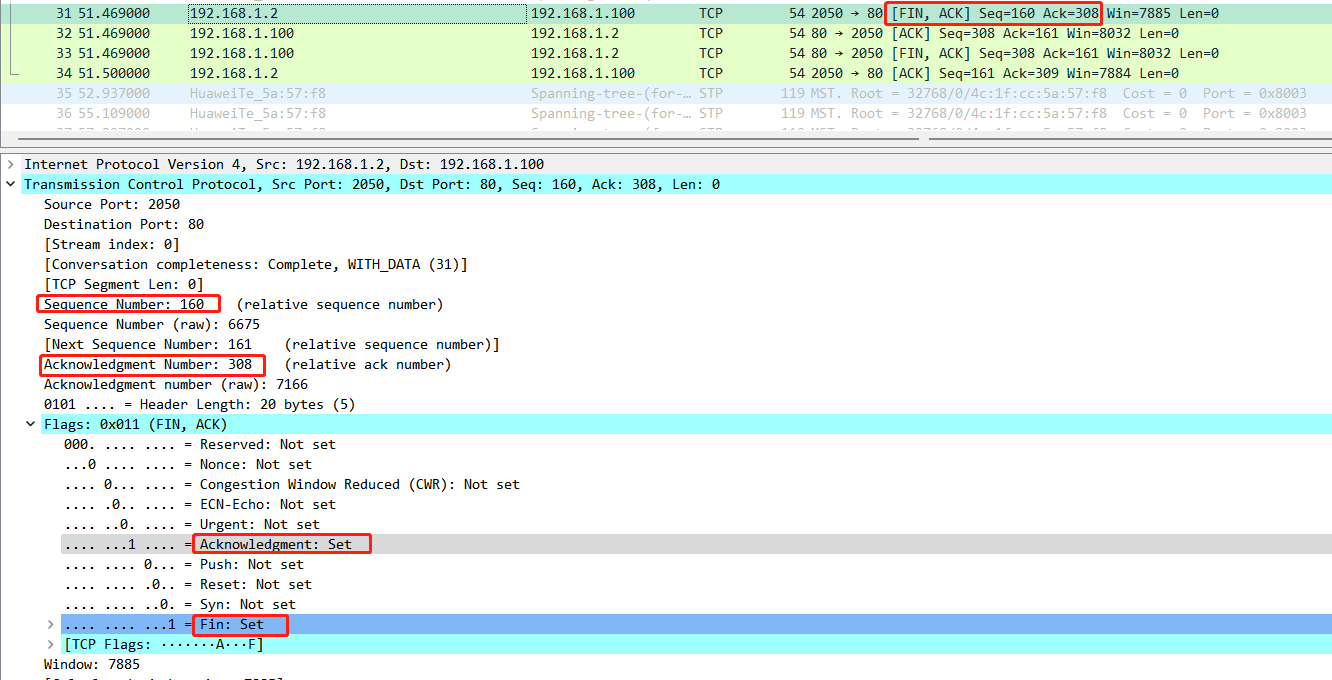 31 51.469000 192.168.1.2 192.168.1.100 TCP 54 2050 → 80 [FIN, ACK] Seq=160 Ack=308 Win=7885 Len=0
32 51.469000 192.168.1.100 192.168.1.2 TCP 54 80 → 2050 [ACK] Seq=308 Ack=161 Win=8032 Len=0
33 51.469000 192.168.1.100 192.168.1.2 TCP 54 80 → 2050 [FIN, ACK] Seq=308 Ack=161 Win=8032 Len=0
34 51.500000 192.168.1.2 192.168.1.100 TCP 54 2050 → 80 [ACK] Seq=161 Ack=309 Win=7884 Len=0
35 52.937000 HuaweiTe_5a:57:f8 Spanning-tree-(for-… STP 119 MST. Root = 32768/0/4c:1f:cc:5a:57:f8 Cost = 0 Port = 0x8003
36 55.109000 HuaweiTe_5a:57:f8 Spanning-tree-(for-… STP 119 MST. Root = 32768/0/4c:1f:cc:5a:57:f8 Cost = 0 Port = 0x8003
Internet Protocol Version 4, Src: 192.168.1.2, Dst: 192.168.1.100
Transmission Control Protocol, Src Port: 2050, Dst Port: 80, Seq: 160, Ack: 308, Len: 0
Source Port: 2050
Destination Port: 80
[Stream index: 0]
[Conversation completeness: Complete, WITH_DATA (31)]
[TCP Segment Len: 0]
Sequence Number: 160 (relative sequence number)
Sequence Number (raw): 6675
[Next Sequence Number: 161 (relative sequence number)]
Acknowledgment Number: 308 (relative ack number)
Acknowledgment number (raw): 7166
0101 .... = Header Length: 20 bytes (5)
Flags: 0x011 (FIN, ACK)
000. .... .... = Reserved: Not set
...0 .... .... = Nonce: Not set
.... 0... .... = Congestion Window Reduced (CWR): Not set
.... .0.. .... = ECN-Echo: Not set
.... ..0. .... = Urgent: Not set
.... ...1 .... = Acknowledgment: Set
.... .... 0... = Push: Not set
.... .... .0.. = Reset: Not set
.... .... ..0. = Syn: Not set
.... .... ...1 = Fin: Set
[TCP Flags: ·······A···F]
Window: 7885